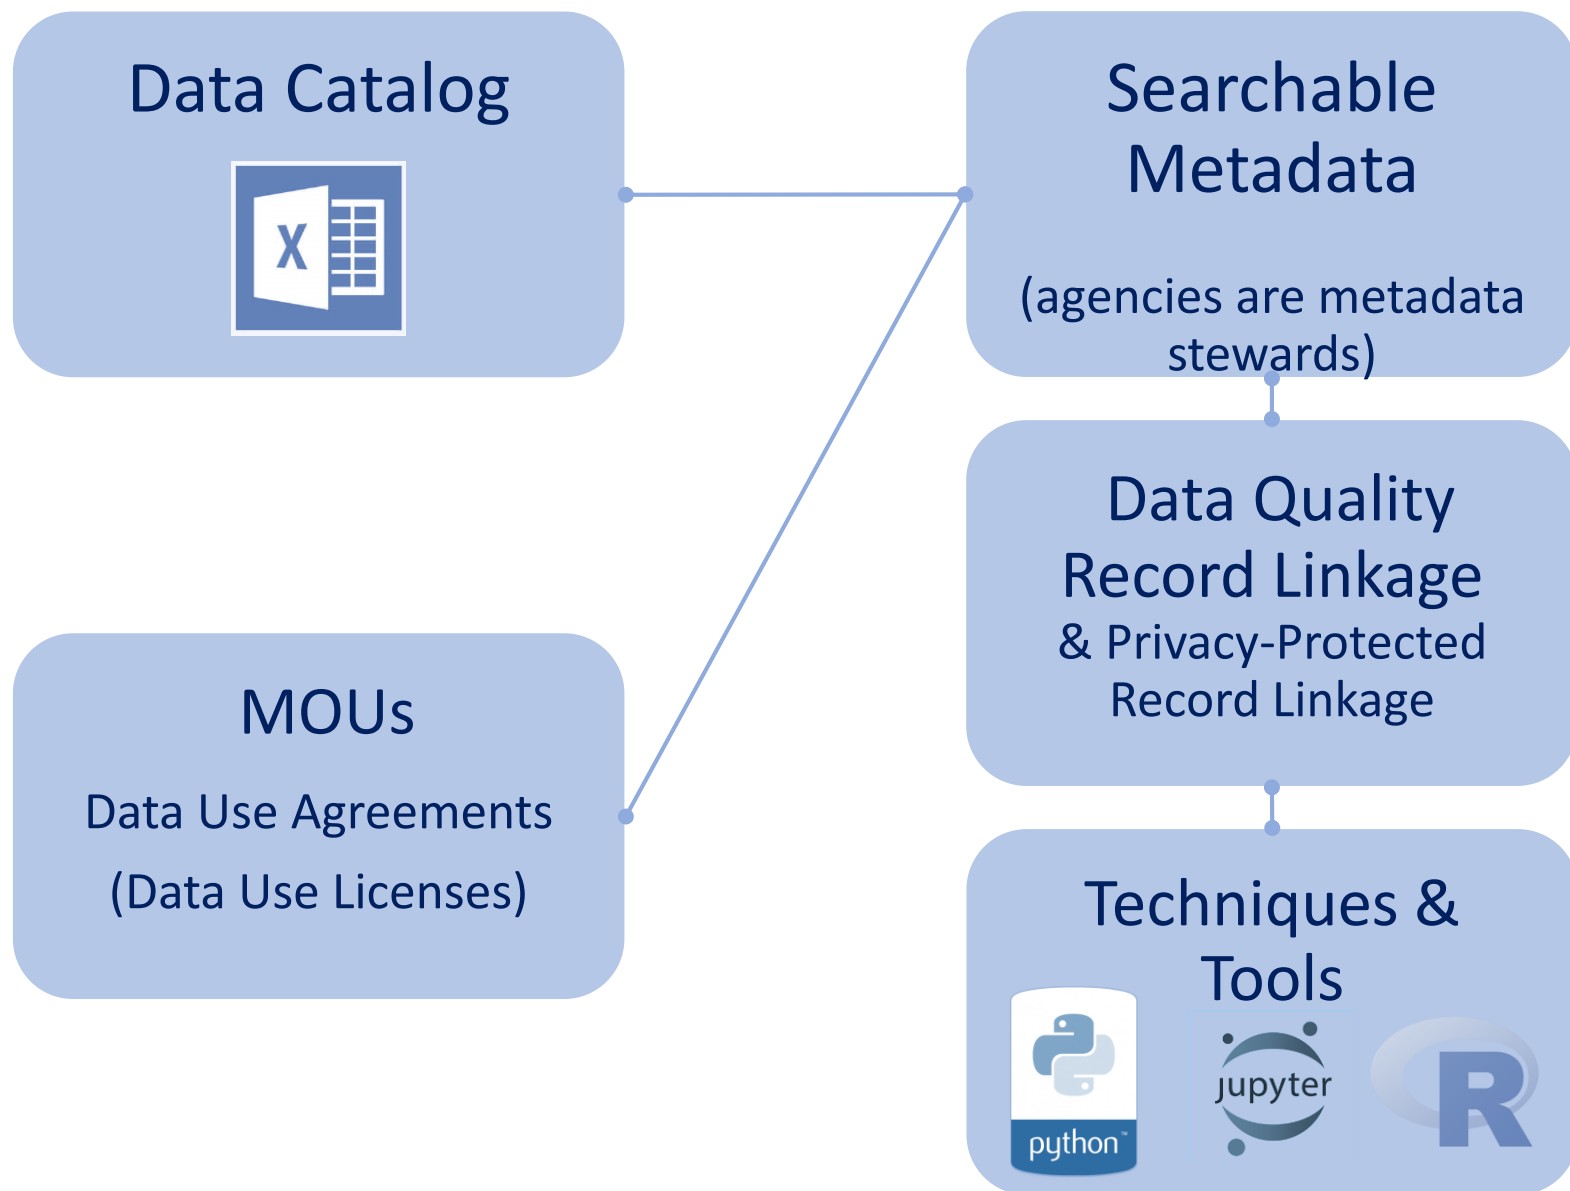 Data Catalog
X
MOUs
Data Use Agreements
(Data Use Licenses)
Searchable
Metadata
(agencies are metadata
stewards)
Data Quality
Record Linkage
& Privacy-Protected
Record Linkage
Techniques &
Tools
python™
jupyter
R